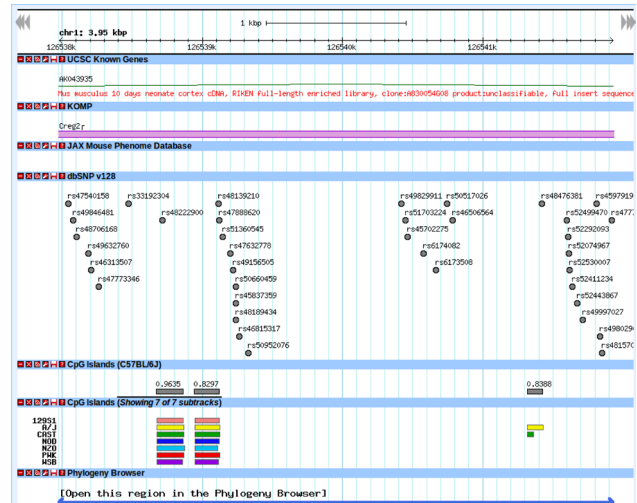 1 kbp
chr1: 3.95 kbp
126538k 126539k 126540k 126541k
UCSC Known Genes
AK043935
Mus musculus 10 days neonate cortex cDNA, RIKEN full-length enriched library, clone:A830054G08 product:unclassifiable, full insert sequence
KOMP
Creg2
JAX Mouse Phenome Database
dbSNP v128
rs47540158 rs33192304 rs48139210 rs49829911 rs50517026 rs48476381 rs4597919
rs49846481 rs48222900 rs47888620 rs51703224 rs46506564 rs52499470 rs477
rs48706168 rs51360545 rs45702275 rs52292093
rs49632760 rs47632778 rs6174082 rs52074967
rs46313507 rs49156505 rs6173508 rs52530007
rs47773346 rs50660459 rs52411234
rs45837359 rs52443867
rs48189434 rs49997027
rs46815317 rs498029
rs50952076 rs48157
CpG Islands (C57BL/6J)
0.9635 0.8297 0.8388
CpG Islands (Showing 7 of 7 subtracks)
129S1
A/J
CAST
NOD
NZO
PWK
WSB
Phylogeny Browser
[Open this region in the Phylogeny Browser]